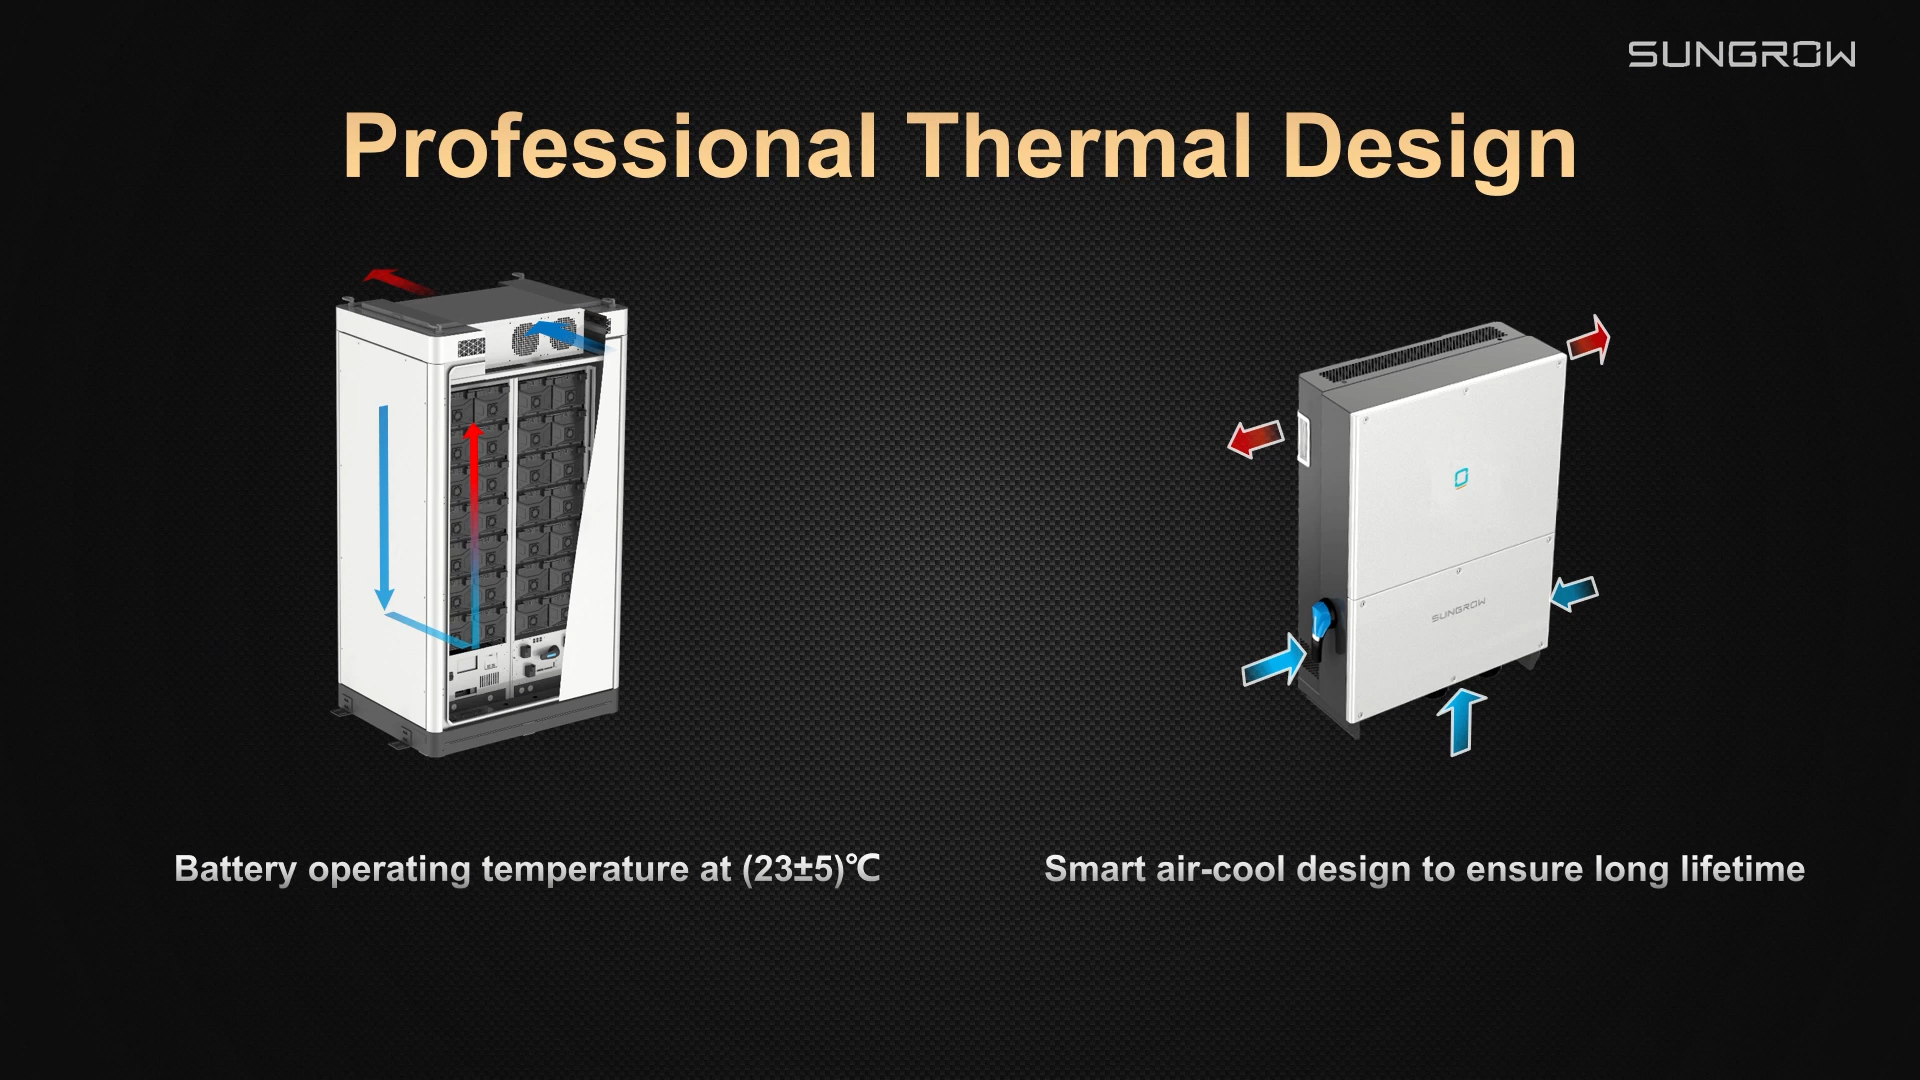 SUNGROW
Professional Thermal Design
SUNGROW
Battery operating temperature at (23±5)℃
Smart air-cool design to ensure long lifetime